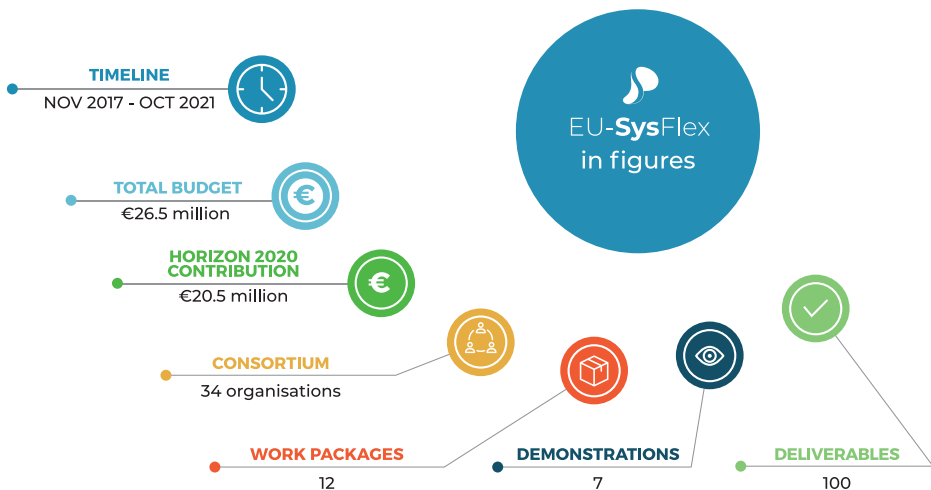 TIMELINE
NOV 2017 - OCT 2021
EU-SysFlex
in figures
TOTAL BUDGET
€
€26.5 million
HORIZON 2020
CONTRIBUTION
€
€20.5 million
CONSORTIUM
34 organisations
WORK PACKAGES
12
DEMONSTRATIONS
7
DELIVERABLES
100